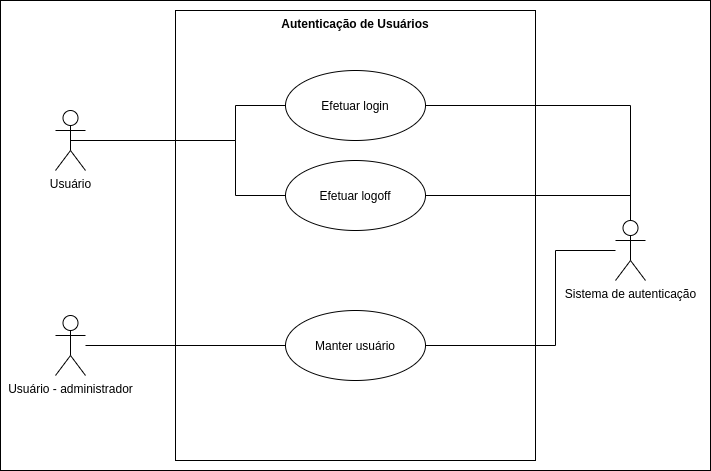 Autenticação de Usuários
Efetuar login
Usuário
Efetuar logoff
Sistema de autenticação
Manter usuário
Usuário - administrador